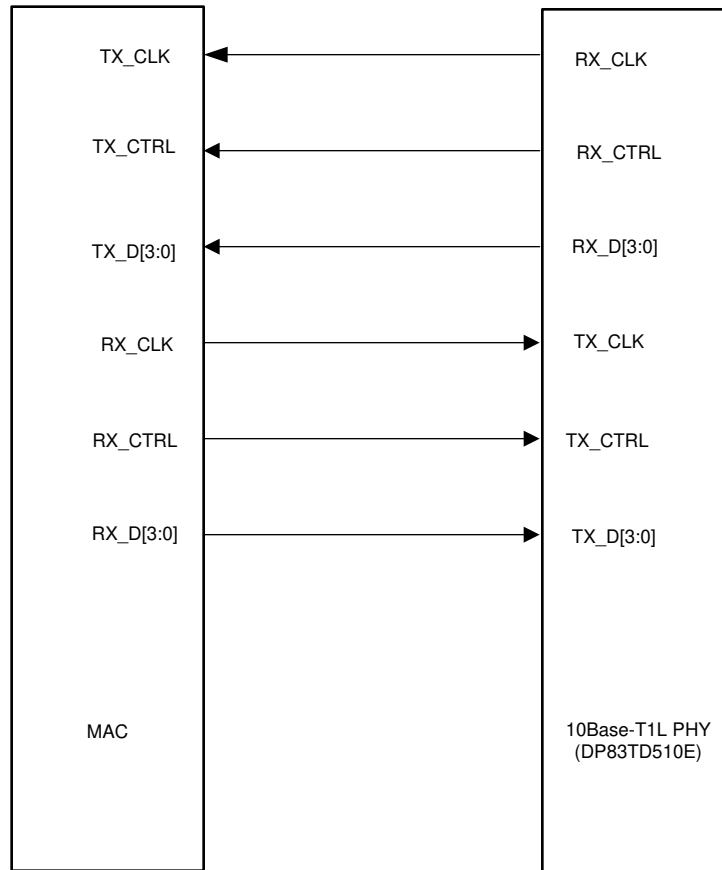 TX_CLK RX_CLK
TX_CTRL RX_CTRL
TX_D[3:0] RX_D[3:0]
RX_CLK TX_CLK
RX_CTRL TX_CTRL
RX_D[3:0] TX_D[3:0]
MAC 10Base-T1L PHY
(DP83TD510E)